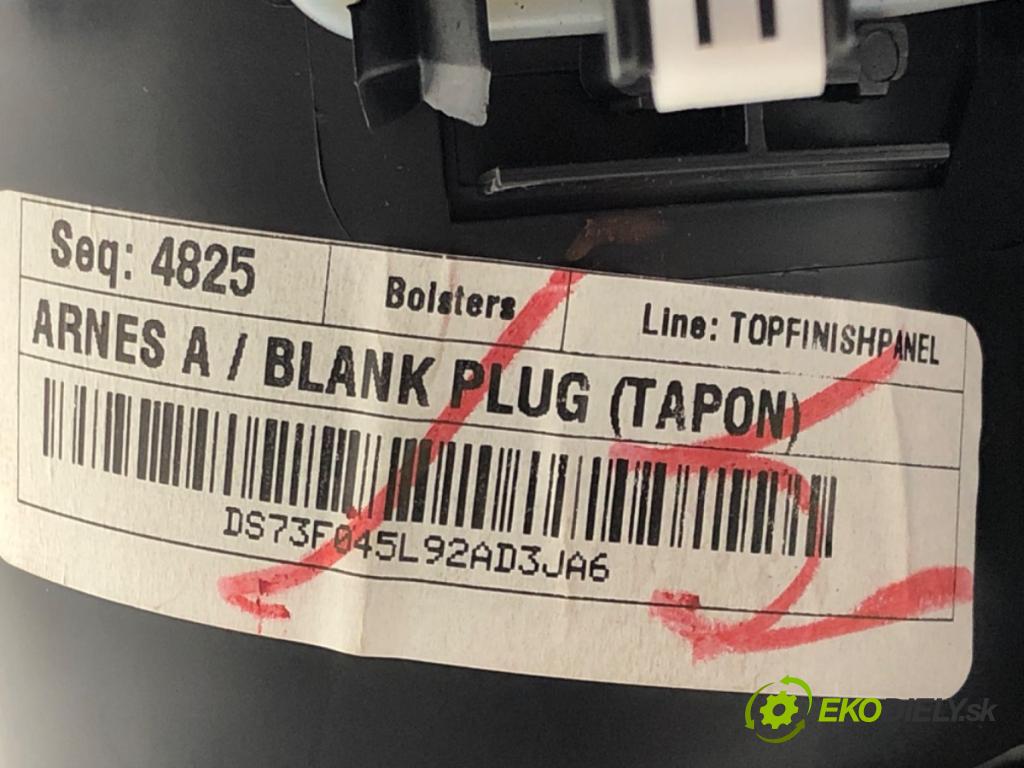 Seq: 4825
Bolsters
Line: TOPFINISHPANEL
ARNES A / BLANK PLUG (TAPON)
DS73F045L92AD3JA6
EKODIELY.sk